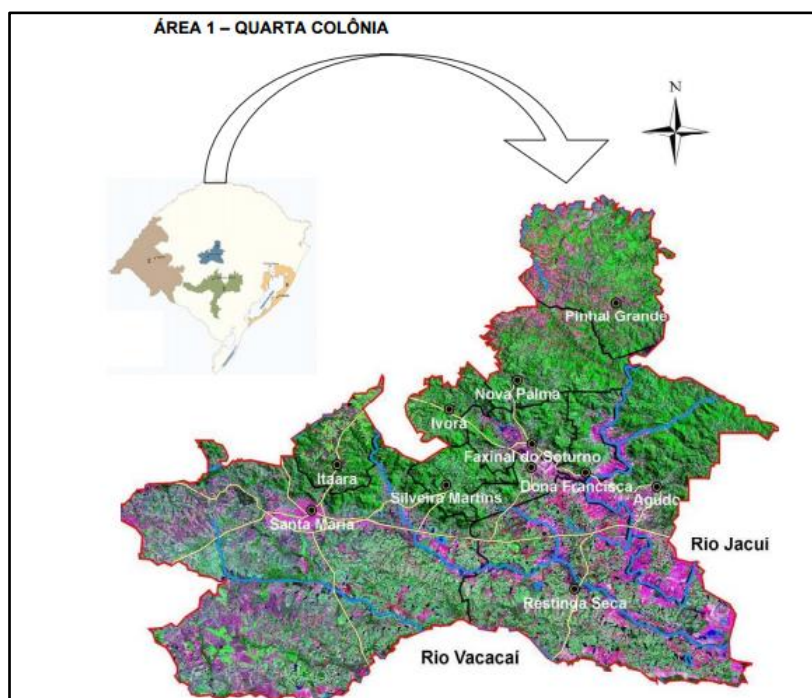 ÁREA 1 – QUARTA COLÔNIA
N
Pinhal Grande
Nova Palma
Ivorá
Faxinal do Soturno
Itaara
Dona Francisca
Silveira Martins
Agudo
Santa Maria
Rio Jacuí
Restinga Seca
Rio Vacacaí